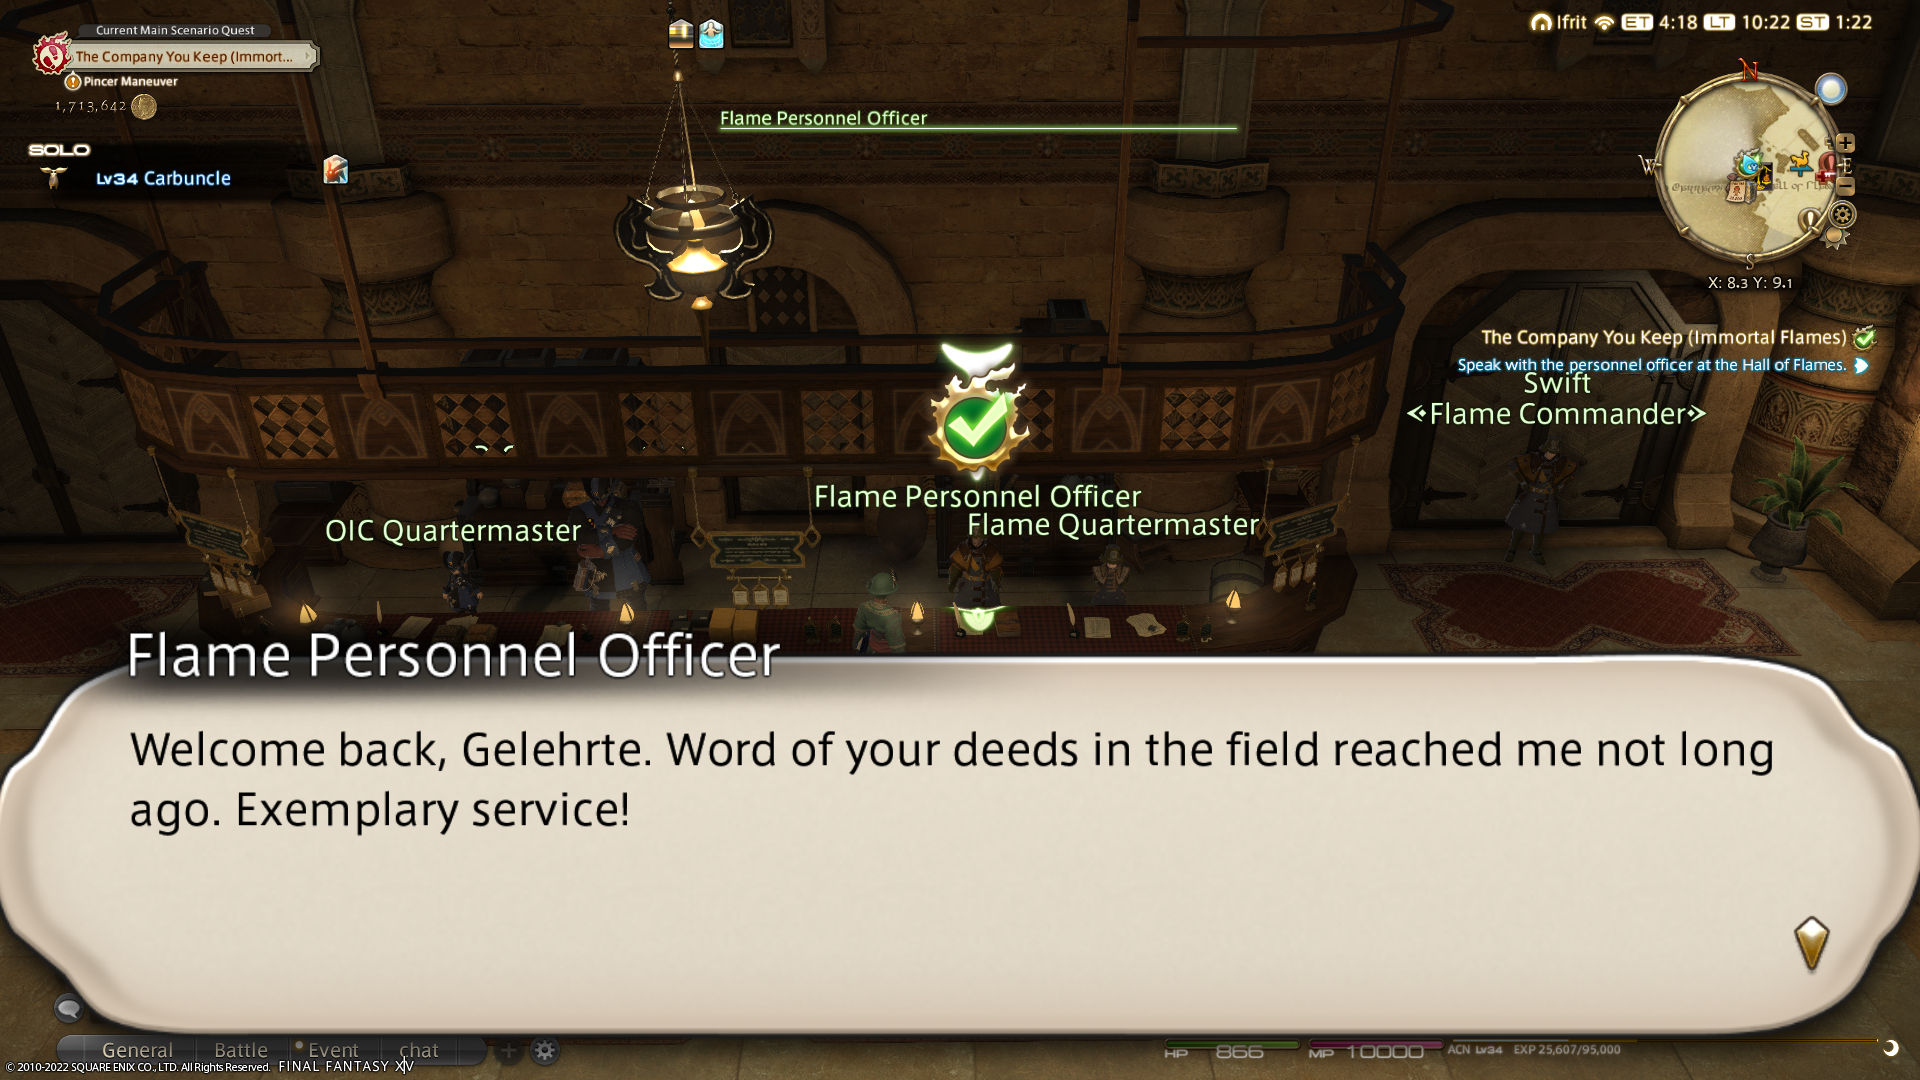 Current Main Scenario Quest
The Company You Keep (Immort...
Pincer Maneuver
1,713,642
SOLO
Lv34 Carbuncle
Flame Personnel Officer
Ifrit ET 4:18 LT 10:22 ST 1:22
N
W
E
S
X: 8.3 Y: 9.1
The Company You Keep (Immortal Flames)
Speak with the personnel officer at the Hall of Flames.
Swift
<Flame Commander>
Flame Personnel Officer
Flame Quartermaster
OIC Quartermaster
Flame Personnel Officer
Welcome back, Gelehrte. Word of your deeds in the field reached me not long
ago. Exemplary service!
General Battle Event chat
HP 866 MP 10000 ACN Lv34 EXP 25,607/95,000
© 2010-2022 SQUARE ENIX CO., LTD. All Rights Reserved. FINAL FANTASY XIV